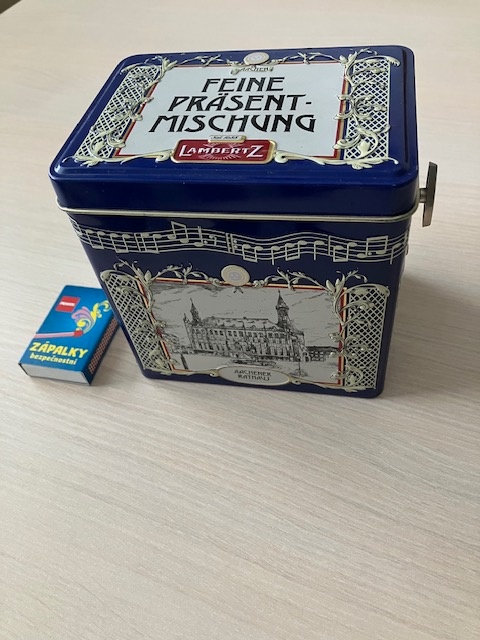 FEINE
PRÄSENT-
MISCHUNG
LAMBERTZ
AACHENER
RATHAUS
ZÁPALKY
bezpečnostní